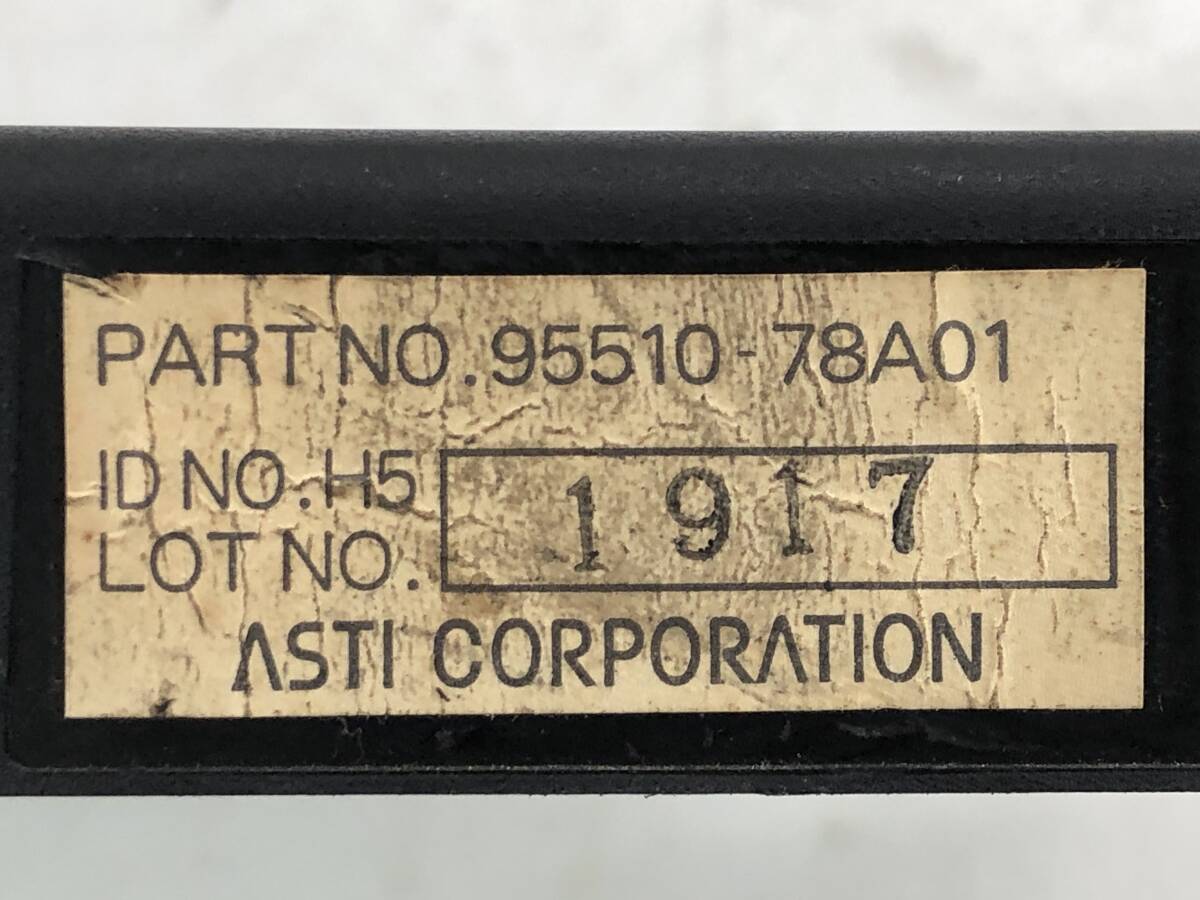 PART NO. 95510-78A01
ID NO. H5
LOT NO. 1917
ASTI CORPORATION